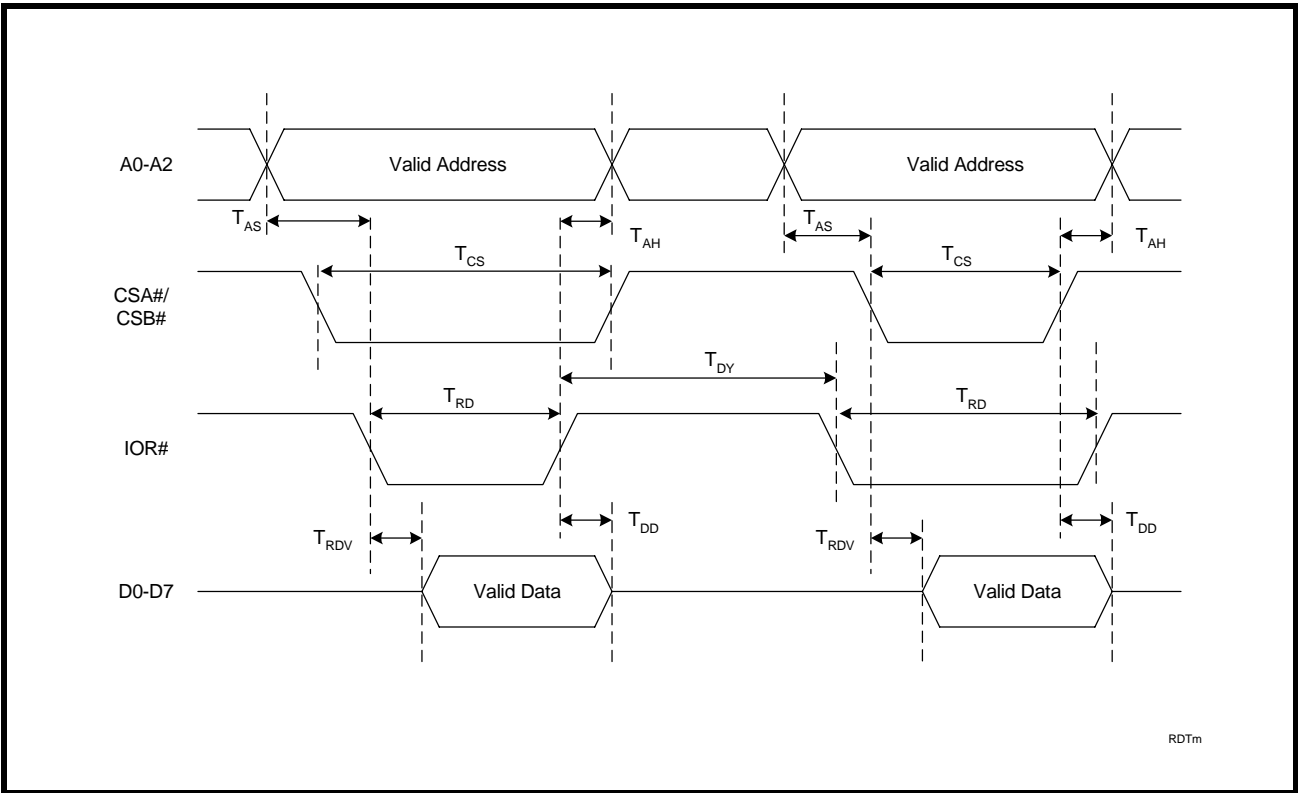 A0-A2
Valid Address
Valid Address
TAS
TAH
TAS
TAH
TCS
TCS
CSA#/
CSB#
TDY
TRD
TRD
IOR#
TRDV
TDD
TRDV
TDD
D0-D7
Valid Data
Valid Data
RDTm